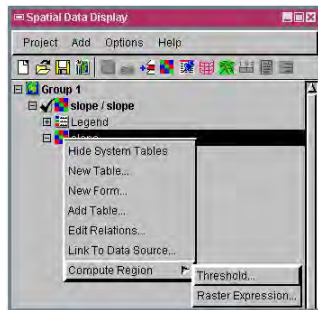 Spatial Data Display
Project Add Options Help
Group 1
slope / slope
Legend
Hide System Tables
New Table...
New Form...
Add Table...
Edit Relations...
Link To Data Source...
Compute Region
Threshold...
Raster Expression...